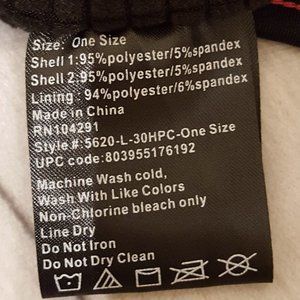 Size: One Size
Shell 1:95%polyester/5%spandex
Shell 2:95%polyester/5%spandex
Lining: 94%polyester/6%spandex
Made in China
RN104291
Style#:5620-L-30HPC-One Size
UPC code:803955176192
Machine Wash cold,
Wash With Like Colors
Non-Chlorine bleach only
Line Dry
Do Not Iron
Do Not Dry Clean